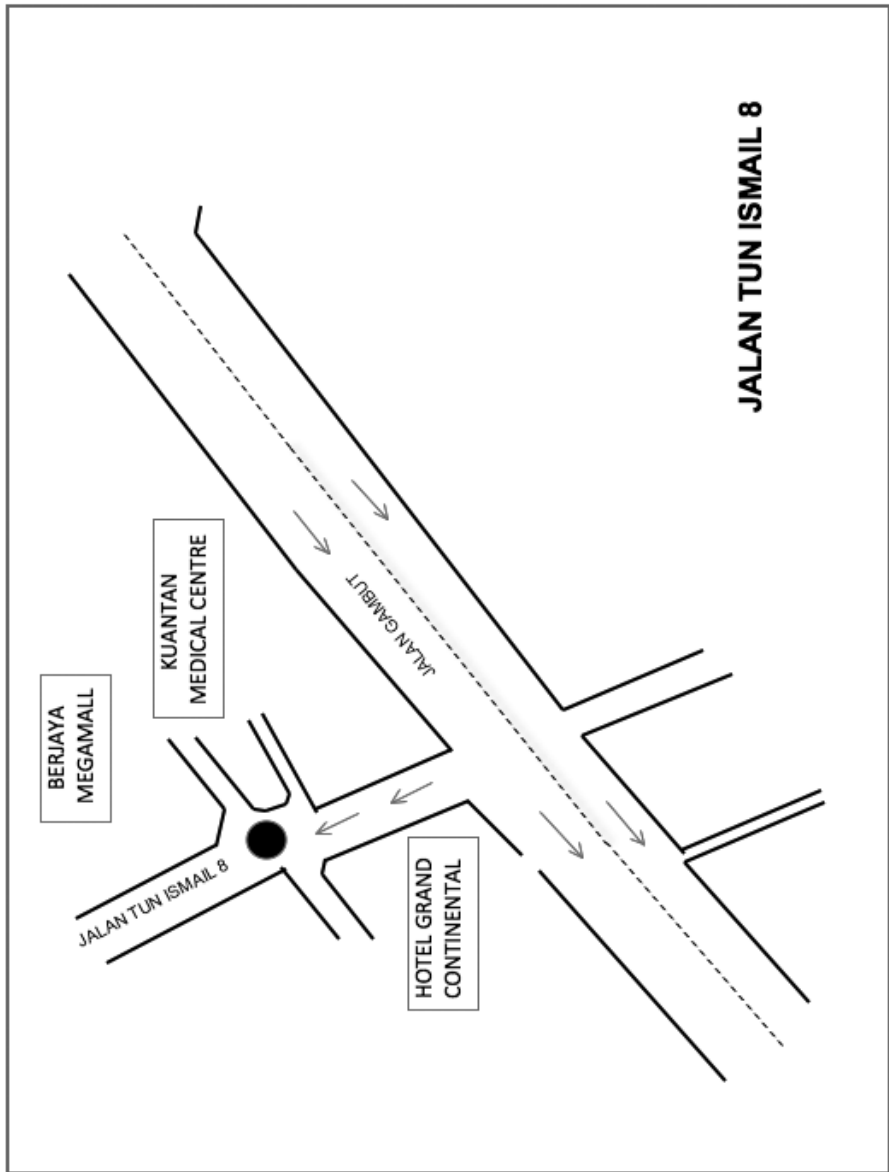 JALAN TUN ISMAIL 8
BERJAYA
MEGAMALL
KUANTAN
MEDICAL CENTRE
JALAN GAMBUT
JALAN TUN ISMAIL 8
HOTEL GRAND
CONTINENTAL